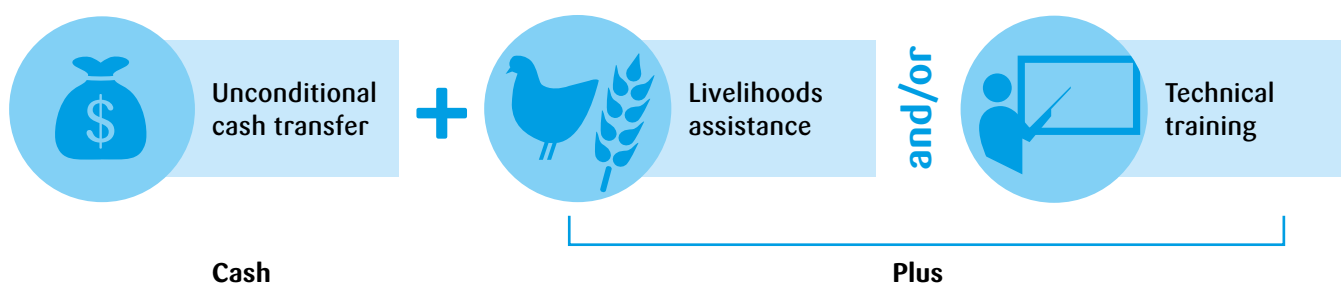 $
Unconditional
cash transfer
+
Livelihoods
assistance
and/or
Technical
training
Cash
Plus